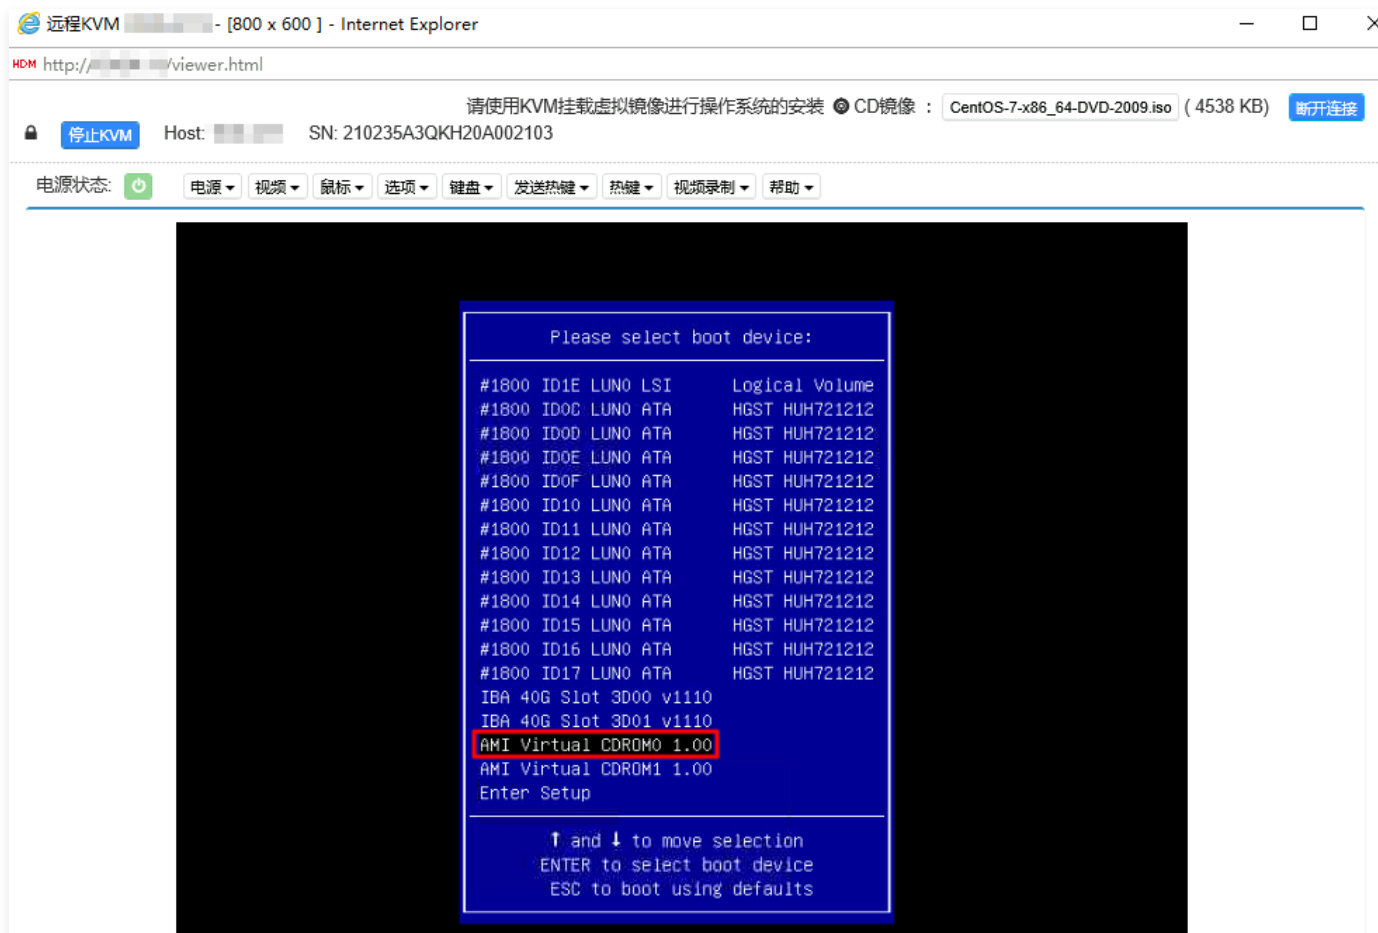 远程KVM - [800 x 600 ] - Internet Explorer
HDM http:// /viewer.html
请使用KVM挂载虚拟镜像进行操作系统的安装 CD镜像 : CentOS-7-x86_64-DVD-2009.iso ( 4538 KB) 断开连接
停止KVM Host: SN: 210235A3QKH20A002103
电源状态: 电源 视频 鼠标 选项 键盘 发送热键 热键 视频录制 帮助
Please select boot device:
#1800 ID1E LUN0 LSI Logical Volume
#1800 ID0C LUN0 ATA HGST HUH721212
#1800 ID0D LUN0 ATA HGST HUH721212
#1800 ID0E LUN0 ATA HGST HUH721212
#1800 ID0F LUN0 ATA HGST HUH721212
#1800 ID10 LUN0 ATA HGST HUH721212
#1800 ID11 LUN0 ATA HGST HUH721212
#1800 ID12 LUN0 ATA HGST HUH721212
#1800 ID13 LUN0 ATA HGST HUH721212
#1800 ID14 LUN0 ATA HGST HUH721212
#1800 ID15 LUN0 ATA HGST HUH721212
#1800 ID16 LUN0 ATA HGST HUH721212
#1800 ID17 LUN0 ATA HGST HUH721212
IBA 40G Slot 3D00 v1110
IBA 40G Slot 3D01 v1110
AMI Virtual CDROM0 1.00
AMI Virtual CDROM1 1.00
Enter Setup
↑ and ↓ to move selection
ENTER to select boot device
ESC to boot using defaults